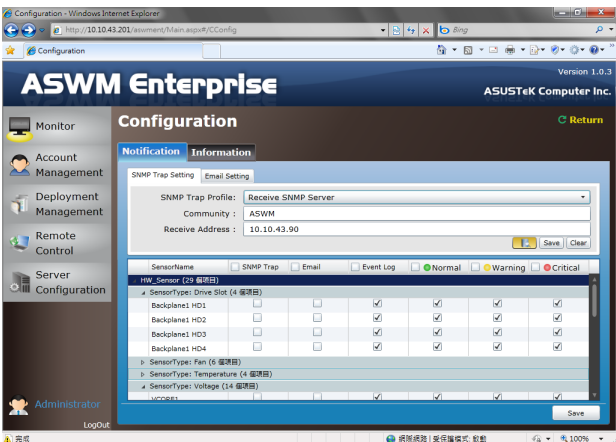 Configuration - Windows Internet Explorer
http://10.10.43.201/aswment/Main.aspx#/CConfig
Bing
Configuration
ASWM Enterprise
Version 1.0.3
ASUSTeK Computer Inc.
Monitor
Account Management
Deployment Management
Remote Control
Server Configuration
Administrator
LogOut
Configuration
Return
Notification Information
SNMP Trap Setting Email Setting
SNMP Trap Profile: Receive SNMP Server
Community : ASWM
Receive Address : 10.10.43.90
Save Clear
SensorName SNMP Trap Email Event Log Normal Warning Critical
HW_Sensor (29 個項目)
SensorType: Drive Slot (4 個項目)
Backplane1 HD1
Backplane1 HD2
Backplane1 HD3
Backplane1 HD4
SensorType: Fan (6 個項目)
SensorType: Temperature (4 個項目)
SensorType: Voltage (14 個項目)
VCORE1
Save
完成
網際網路 | 受保護模式: 啟動
100%